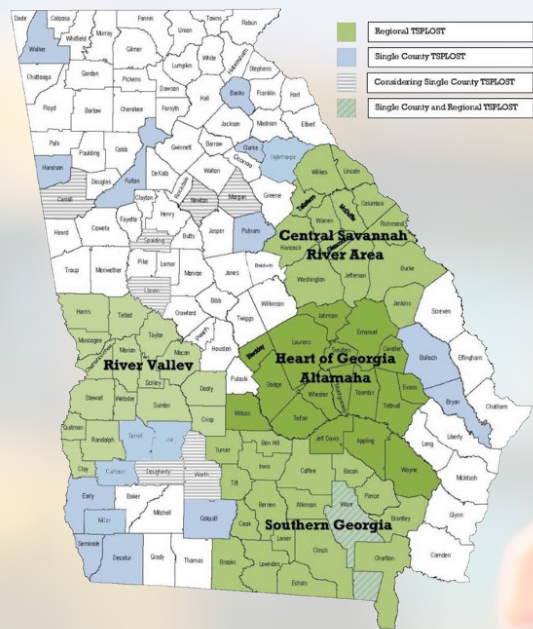 Regional TSPLOST
Single County TSPLOST
Considering Single County TSPLOST
Single County and Regional TSPLOST
Dade
Catoosa
Fannin
Towns
Rabun
Walker
Whitfield
Murray
Gilmer
Union
White
Habersham
Lumpkin
Stephens
Chattooga
Gordon
Pickens
Dawson
Hall
Banks
Franklin
Hart
Floyd
Bartow
Cherokee
Forsyth
Jackson
Madison
Elbert
Polk
Paulding
Cobb
Gwinnett
Barrow
Clarke
Oglethorpe
Oconee
Haralson
Fulton
DeKalb
Walton
Wilkes
Lincoln
Douglas
Rockdale
Morgan
Greene
Carroll
Clayton
Newton
Taliaferro
McDuffie
Columbia
Fayette
Henry
Warren
Richmond
Heard
Coweta
Spalding
Butts
Jasper
Putnam
Central Savannah
River Area
Hancock
Burke
Troup
Meriwether
Pike
Lamar
Monroe
Jones
Baldwin
Washington
Jefferson
Upson
Bibb
Wilkinson
Jenkins
Screven
Harris
Talbot
Crawford
Twiggs
Johnson
Emanuel
Taylor
Peach
Muscogee
Houston
Bleckley
Laurens
Candler
Bulloch
Effingham
Marion
Macon
River Valley
Heart of Georgia
Altamaha
Schley
Pulaski
Dodge
Evans
Bryan
Chatham
Stewart
Webster
Sumter
Dooly
Wheeler
Montgomery
Toombs
Tattnall
Wilcox
Telfair
Quitman
Crisp
Liberty
Randolph
Terrell
Lee
Ben Hill
Jeff Davis
Appling
Long
Turner
Wayne
Clay
Calhoun
Dougherty
Worth
Irwin
Coffee
Bacon
McIntosh
Tift
Early
Baker
Pierce
Mitchell
Berrien
Atkinson
Ware
Glynn
Miller
Colquitt
Cook
Brantley
Southern Georgia
Seminole
Lanier
Clinch
Camden
Decatur
Grady
Thomas
Brooks
Charlton
Lowndes
Echols